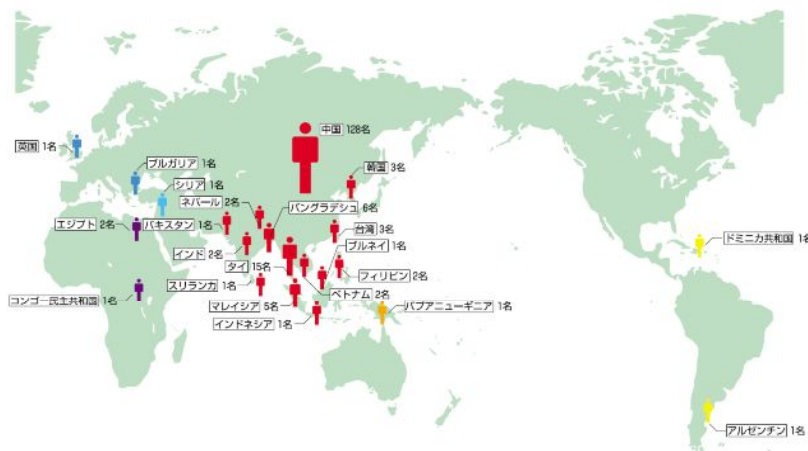 中国 128名
英国 1名
韓国 3名
ブルガリア 1名
シリア 1名
ネパール 2名
バングラデシュ 6名
エジプト 2名
パキスタン 1名
台湾 3名
ドミニカ共和国 1名
インド 2名
ブルネイ 1名
タイ 15名
フィリピン 2名
スリランカ 1名
ベトナム 2名
コンゴー民主共和国 1名
マレイシア 5名
パプアニューギニア 1名
インドネシア 1名
アルゼンチン 1名